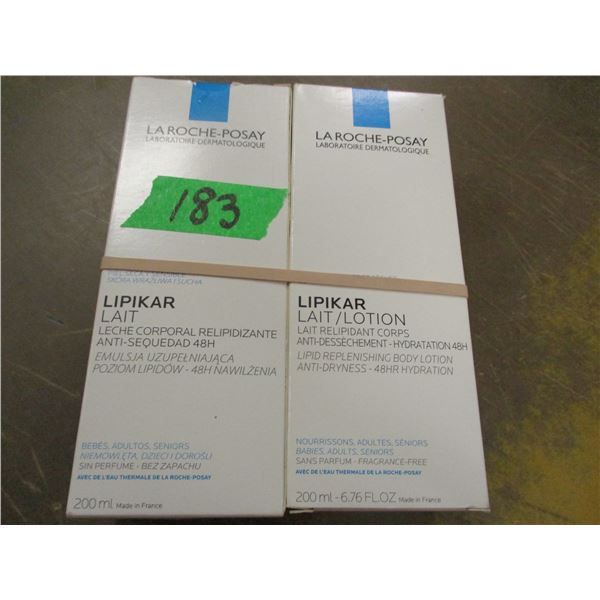 LA ROCHE-POSAY
LABORATOIRE DERMATOLOGIQUE
183
PIEL SECA Y SENSIBLE
SKÓRA WRAŻLIWA I SUCHA
LIPIKAR
LAIT
LECHE CORPORAL RELIPIDIZANTE
ANTI-SEQUEDAD 48H
EMULSJA UZUPEŁNIAJĄCA
POZIOM LIPIDÓW - 48H NAWILŻENIA
BEBÉS, ADULTOS, SENIORS
NIEMOWLĘTA, DZIECI I DOROŚLI
SIN PERFUME - BEZ ZAPACHU
AVEC DE L'EAU THERMALE DE LA ROCHE-POSAY
200 ml Made in France
LA ROCHE-POSAY
LABORATOIRE DERMATOLOGIQUE
LIPIKAR
LAIT/LOTION
LAIT RELIPIDANT CORPS
ANTI-DESSÈCHEMENT - HYDRATATION 48H
LIPID REPLENISHING BODY LOTION
ANTI-DRYNESS - 48HR HYDRATION
NOURRISSONS, ADULTES, SÉNIORS
BABIES, ADULTS, SENIORS
SANS PARFUM - FRAGRANCE-FREE
AVEC DE L'EAU THERMALE DE LA ROCHE-POSAY
200 ml - 6.76 FL.OZ Made in France